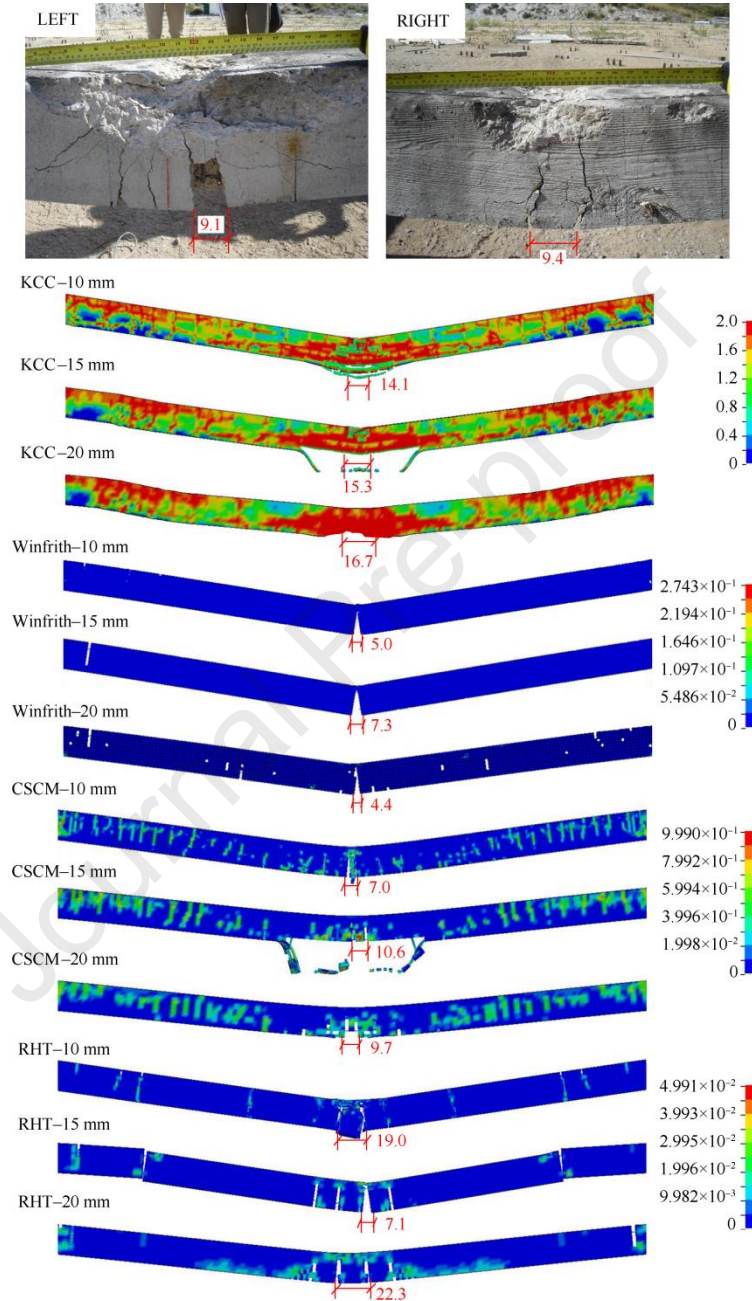 LEFT
RIGHT
9.1
9.4
KCC–10 mm
14.1
KCC–15 mm
15.3
KCC–20 mm
16.7
2.0
1.6
1.2
0.8
0.4
0
Winfrith–10 mm
5.0
Winfrith–15 mm
7.3
Winfrith–20 mm
4.4
2.743×10⁻¹
2.194×10⁻¹
1.646×10⁻¹
1.097×10⁻¹
5.486×10⁻²
0
CSCM–10 mm
7.0
CSCM–15 mm
10.6
CSCM–20 mm
9.7
9.990×10⁻¹
7.992×10⁻¹
5.994×10⁻¹
3.996×10⁻¹
1.998×10⁻²
0
RHT–10 mm
19.0
RHT–15 mm
7.1
RHT–20 mm
22.3
4.991×10⁻²
3.993×10⁻²
2.995×10⁻²
1.996×10⁻²
9.982×10⁻³
0
Journal Pre-proof